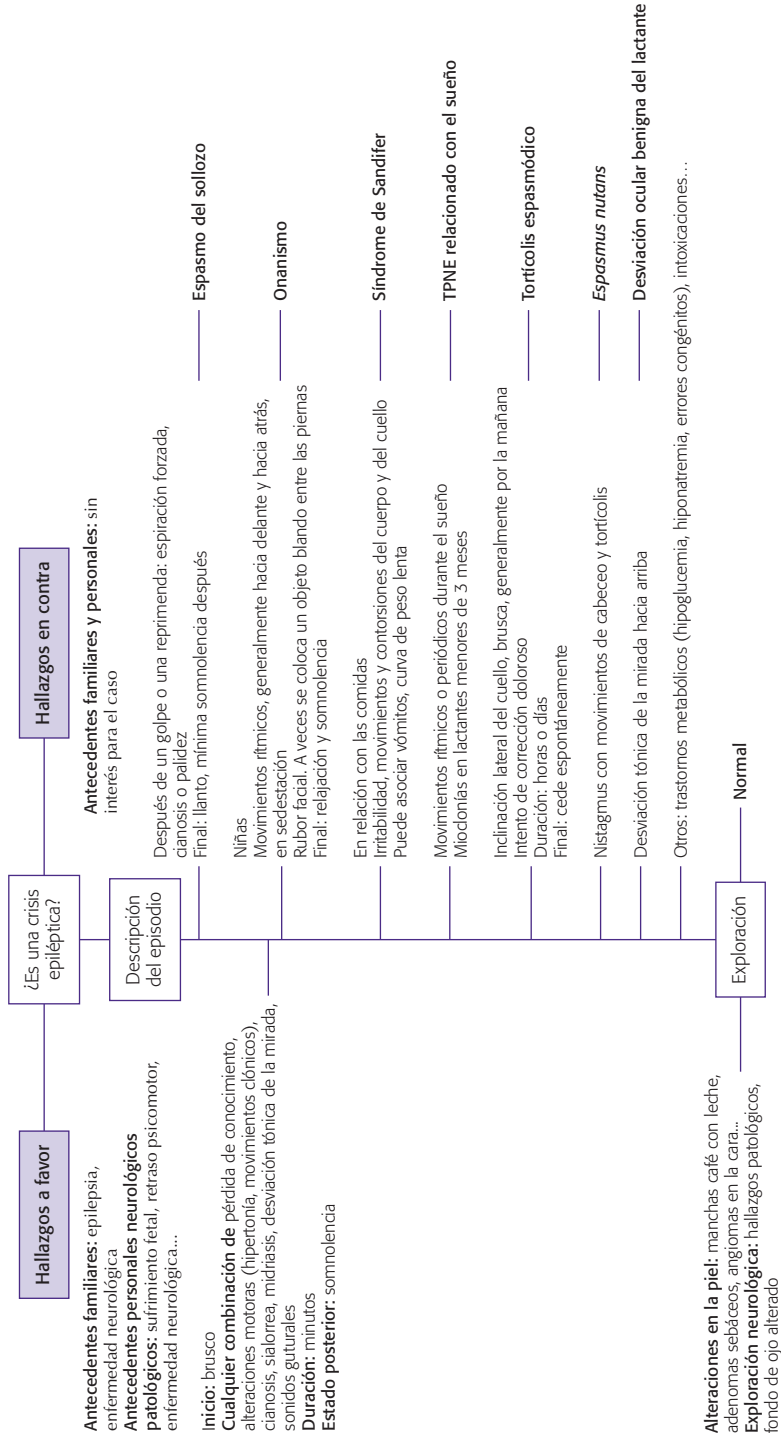 ¿Es una crisis
epiléptica?
Hallazgos a favor
Hallazgos en contra
Antecedentes familiares: epilepsia,
enfermedad neurológica
Antecedentes personales neurológicos
patológicos: sufrimiento fetal, retraso psicomotor,
enfermedad neurológica...
Antecedentes familiares y personales: sin
interés para el caso
Descripción
del episodio
Inicio: brusco
Cualquier combinación de pérdida de conocimiento,
alteraciones motoras (hipertonía, movimientos clónicos),
cianosis, sialorrea, midriasis, desviación tónica de la mirada,
sonidos guturales
Duración: minutos
Estado posterior: somnolencia
Después de un golpe o una reprimenda: espiración forzada,
cianosis o palidez
Final: llanto, mínima somnolencia después
Espasmo del sollozo
Niñas
Movimientos rítmicos, generalmente hacia delante y hacia atrás,
en sedestación
Rubor facial. A veces se coloca un objeto blando entre las piernas
Final: relajación y somnolencia
Onanismo
En relación con las comidas
Irritabilidad, movimientos y contorsiones del cuerpo y del cuello
Puede asociar vómitos, curva de peso lenta
Síndrome de Sandifer
Movimientos rítmicos o periódicos durante el sueño
Mioclonías en lactantes menores de 3 meses
TPNE relacionado con el sueño
Inclinación lateral del cuello, brusca, generalmente por la mañana
Intento de corrección doloroso
Duración: horas o días
Final: cede espontáneamente
Tortícolis espasmódico
Nistagmus con movimientos de cabeceo y tortícolis
Espasmus nutans
Desviación tónica de la mirada hacia arriba
Desviación ocular benigna del lactante
Otros: trastornos metabólicos (hipoglucemia, hiponatremia, errores congénitos), intoxicaciones...
Exploración
Alteraciones en la piel: manchas café con leche,
adenomas sebáceos, angiomas en la cara...
Exploración neurológica: hallazgos patológicos,
fondo de ojo alterado
Normal